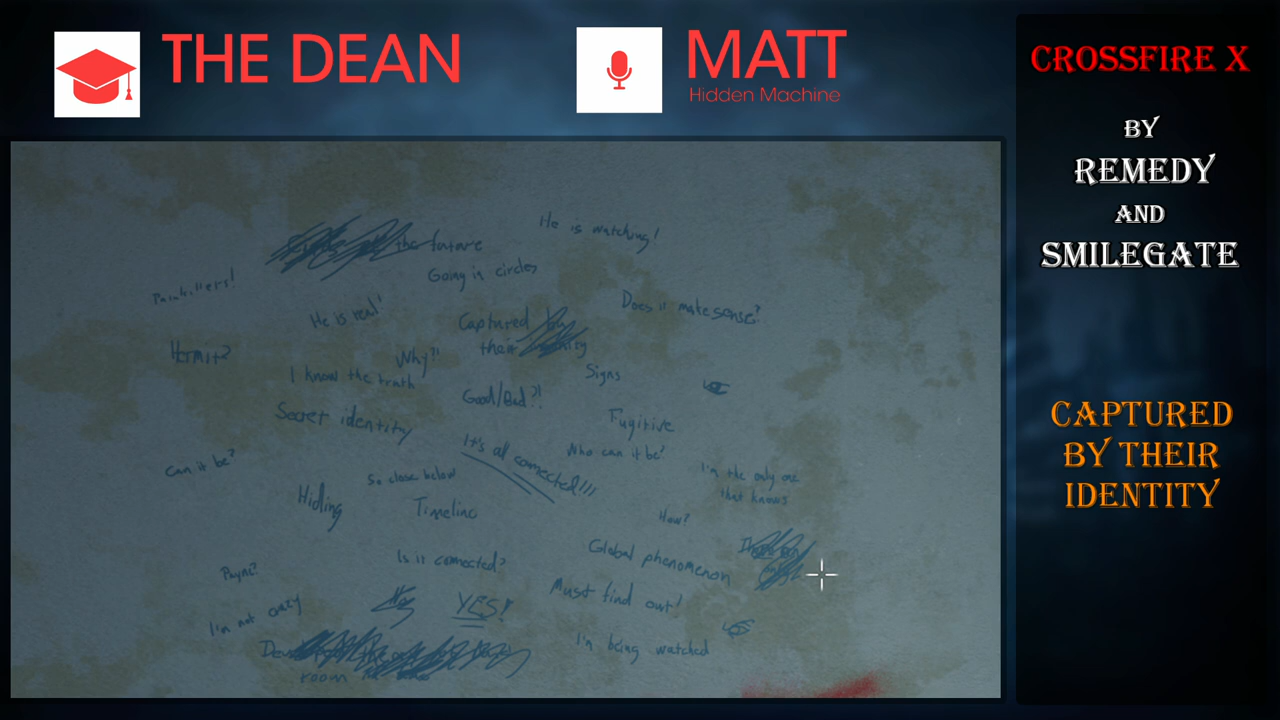 THE DEAN
MATT
Hidden Machine
CROSSFIRE X
BY
REMEDY
AND
SMILEGATE
CAPTURED
BY THEIR
IDENTITY
He is watching!
the future
Going in circles
Painkillers!
He is real!
Does it make sense?
Captured by
their
Hermit?
Why?!
Signs
I know the truth
Good/Bad?!
Secret identity
Fugitive
It's all connected!!!
Who can it be?
Can it be?
So close below
I'm the only one
that knows
Hiding
Timeline
How?
Is it connected?
Global phenomenon
Payne?
Must find out!
YES!
I'm not crazy
I'm being watched
room